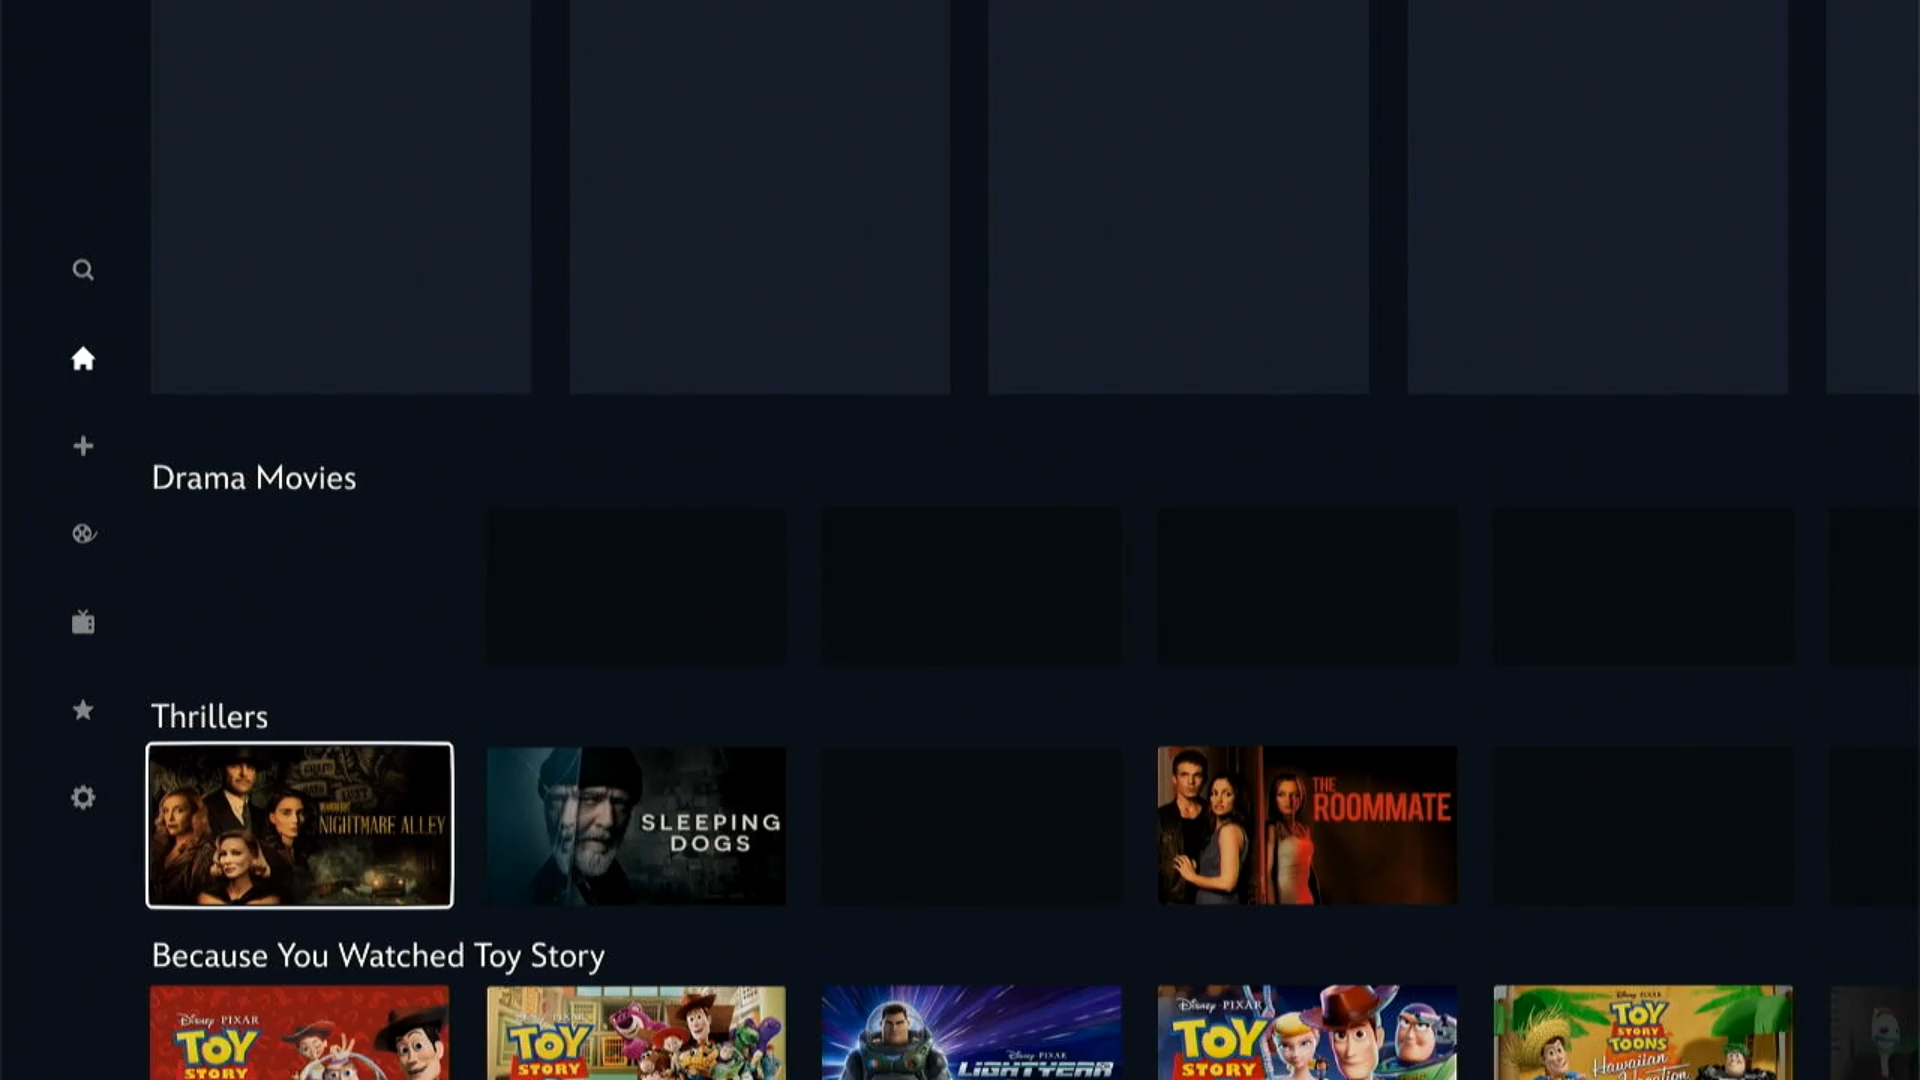 Drama Movies
Thrillers
NIGHTMARE ALLEY
SLEEPING
DOGS
THE
ROOMMATE
Because You Watched Toy Story
Disney PIXAR
TOY
STORY
TOY
STORY
Disney PIXAR
LIGHTYEAR
Disney PIXAR
TOY
STORY
Disney PIXAR
TOY
STORY
TOONS
Hawaiian
Vacation